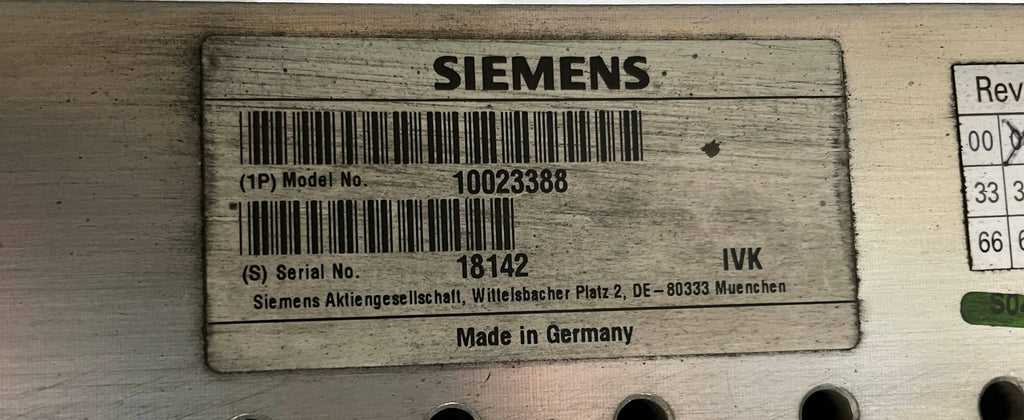 SIEMENS
(1P) Model No. 10023388
(S) Serial No. 18142 IVK
Siemens Aktiengesellschaft, Wittelsbacher Platz 2, DE-80333 Muenchen
Made in Germany
Rev
00
33 3
66